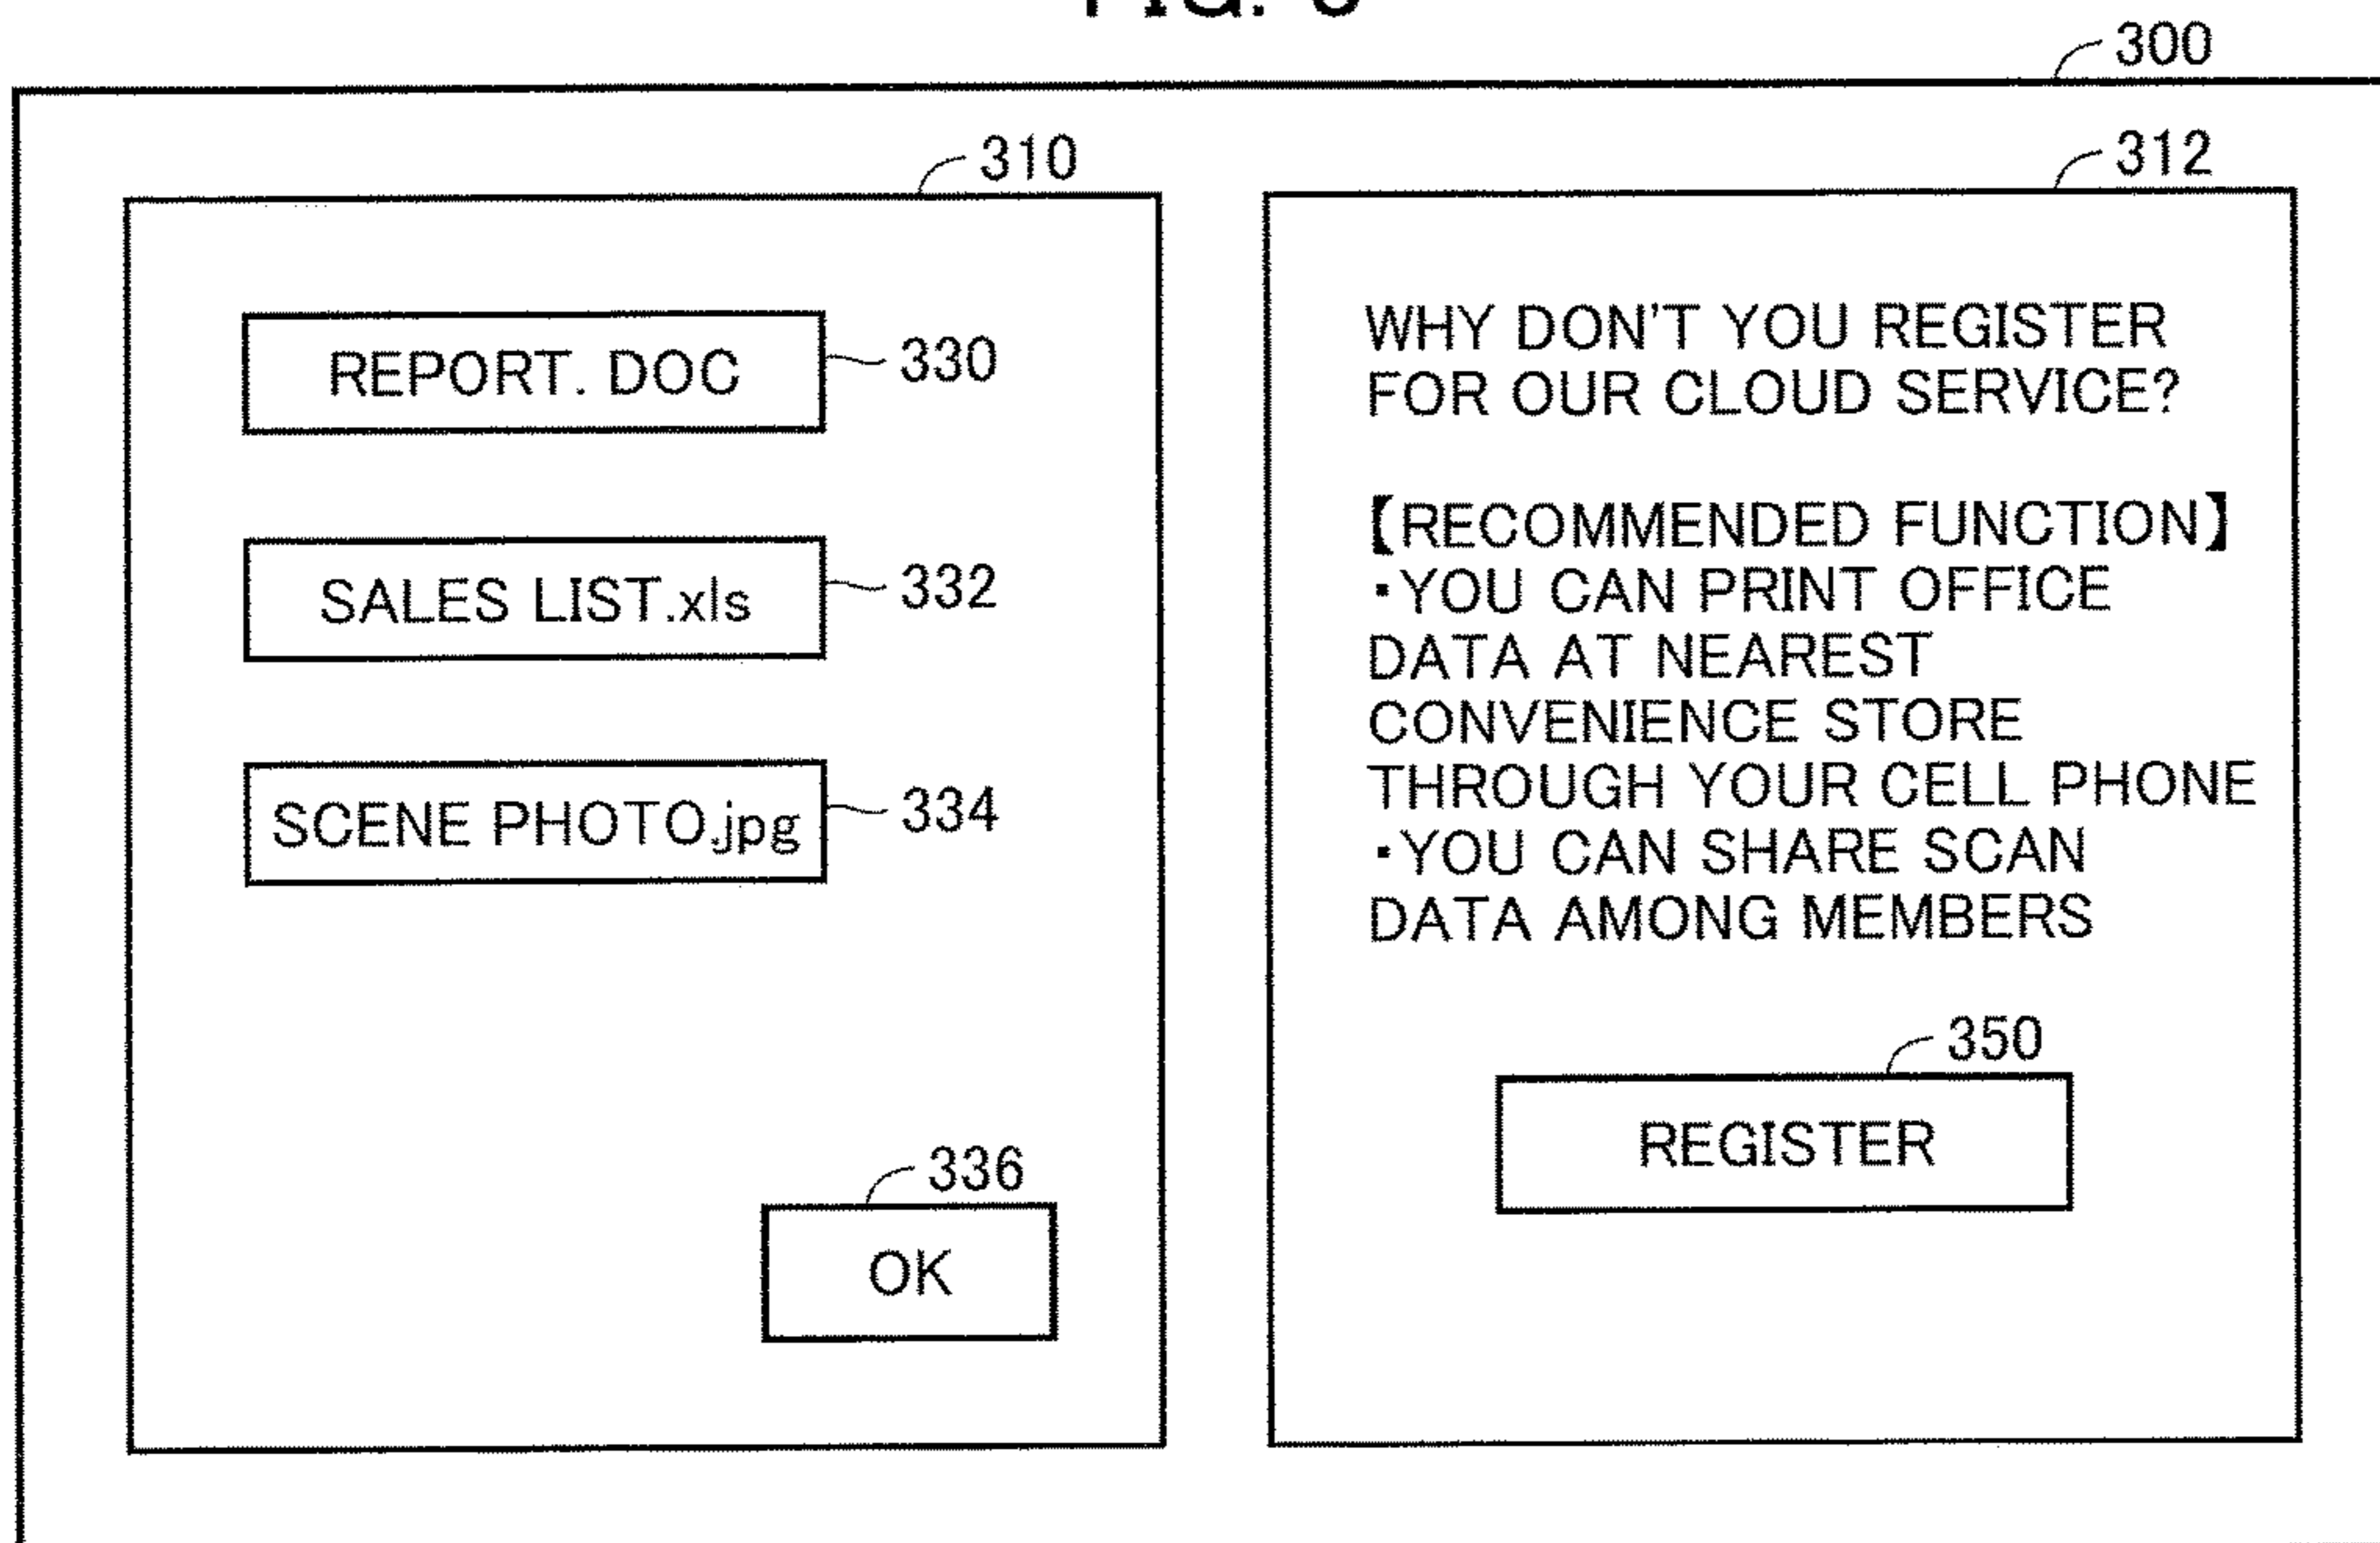 FIG.
300
310
REPORT. DOC
330
SALES LIST.xls
332
SCENE PHOTO.jpg
334
336
OK
312
WHY DON'T YOU REGISTER
FOR OUR CLOUD SERVICE?
【RECOMMENDED FUNCTION】
・YOU CAN PRINT OFFICE
DATA AT NEAREST
CONVENIENCE STORE
THROUGH YOUR CELL PHONE
・YOU CAN SHARE SCAN
DATA AMONG MEMBERS
350
REGISTER